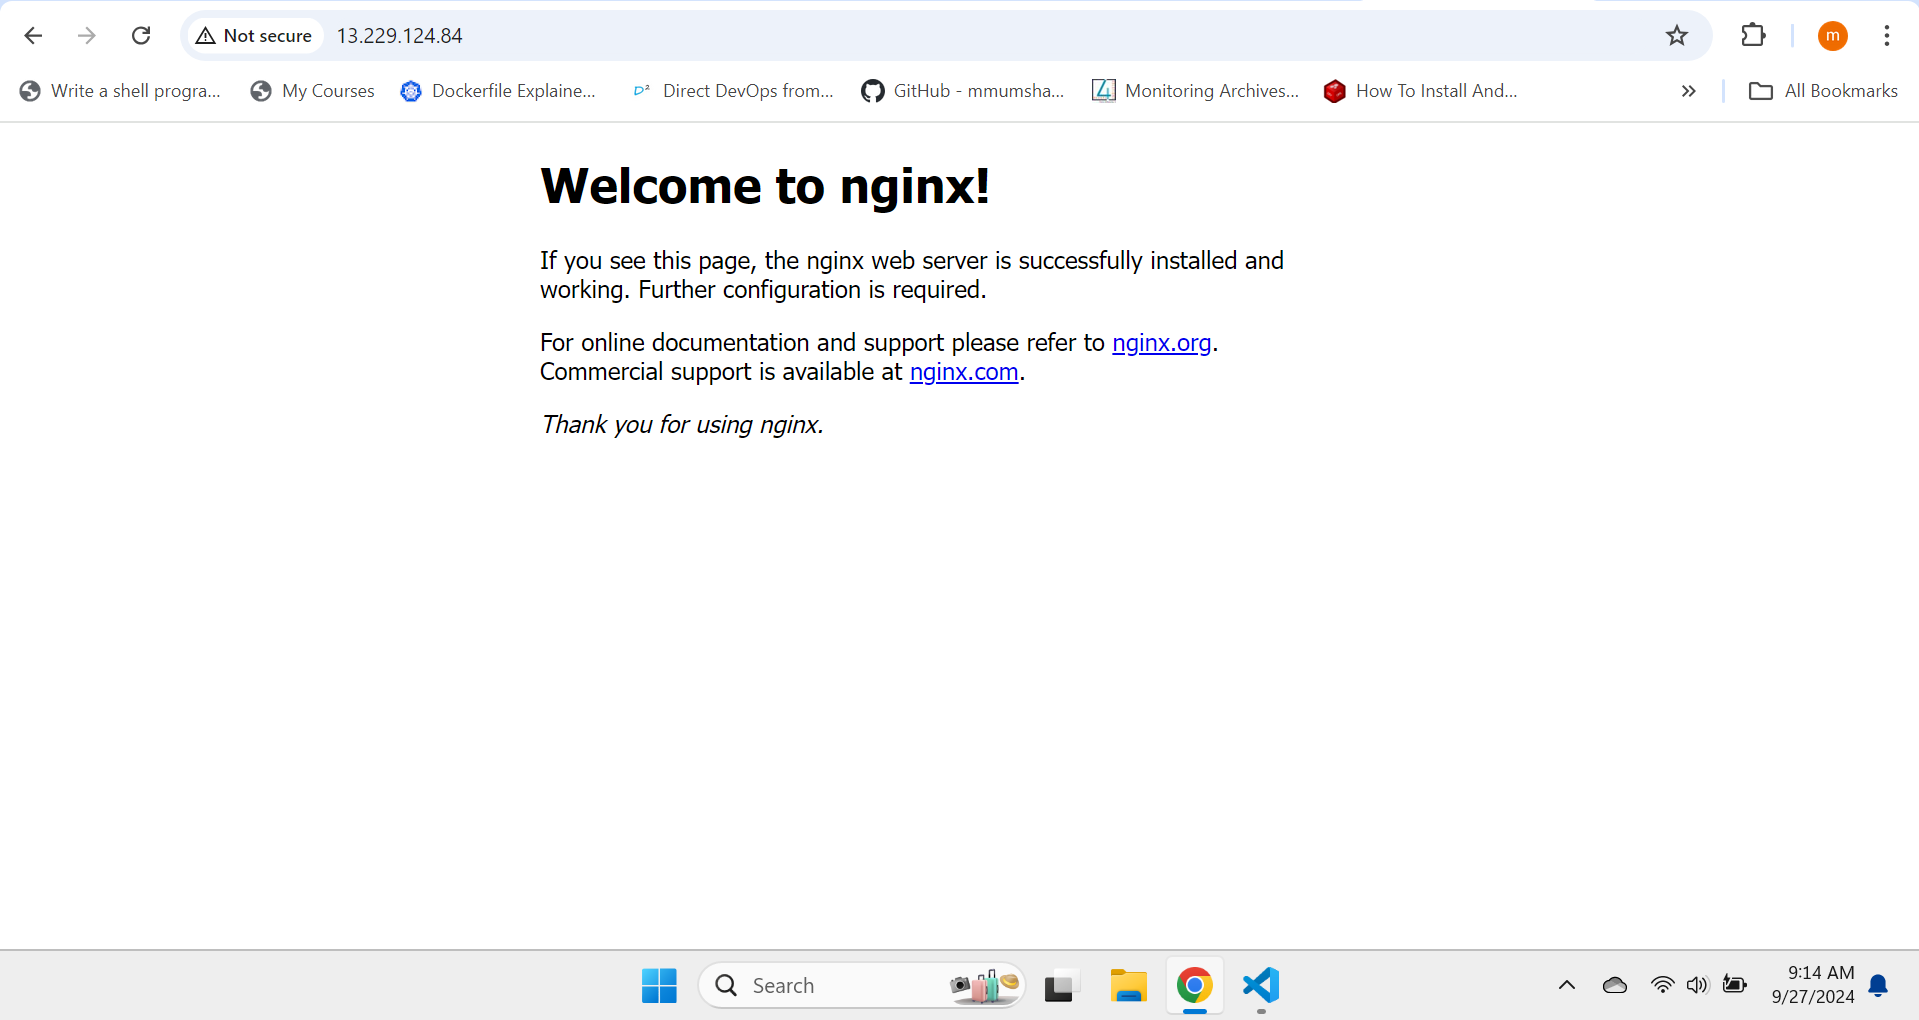 Not secure 13.229.124.84 m
Write a shell progra... My Courses Dockerfile Explaine... D² Direct DevOps from... GitHub - mmumsha... 4 Monitoring Archives... How To Install And... » All Bookmarks
Welcome to nginx!
If you see this page, the nginx web server is successfully installed and
working. Further configuration is required.
For online documentation and support please refer to nginx.org.
Commercial support is available at nginx.com.
Thank you for using nginx.
Search
9:14 AM
9/27/2024